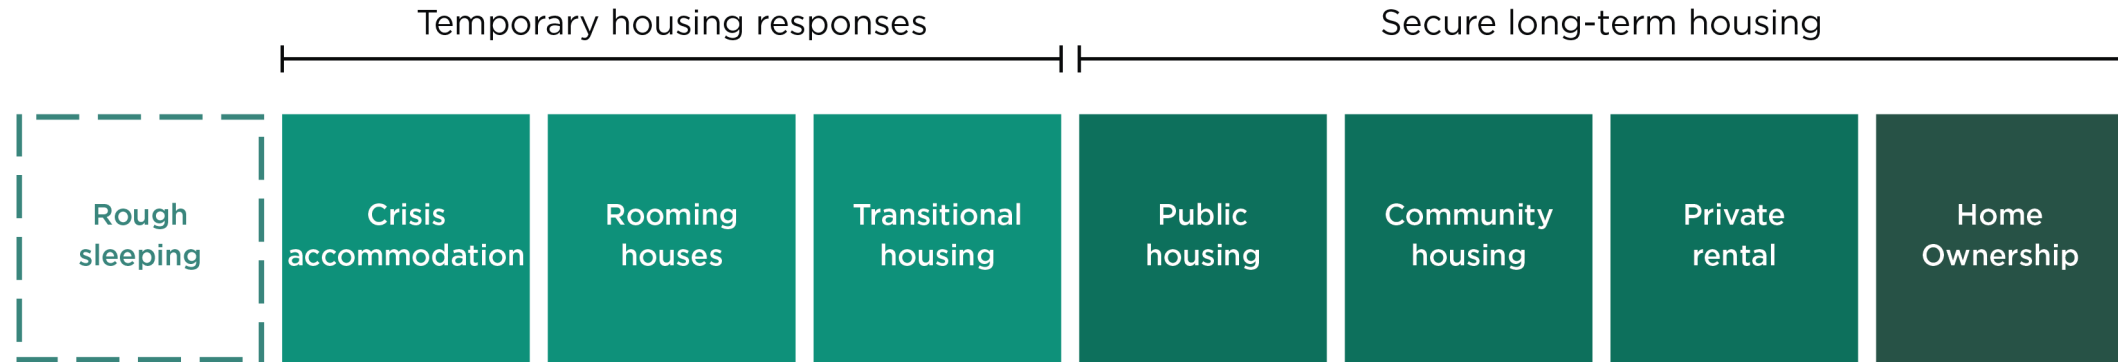 Temporary housing responses
Secure long-term housing
Rough
sleeping
Crisis
accommodation
Rooming
houses
Transitional
housing
Public
housing
Community
housing
Private
rental
Home
Ownership